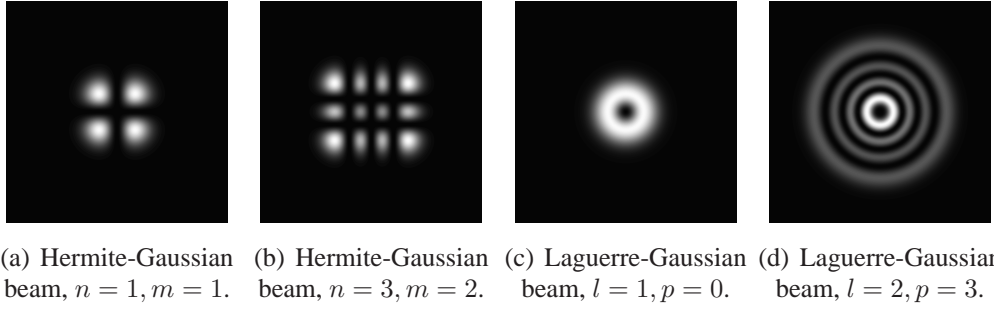 (a) Hermite-Gaussian (b) Hermite-Gaussian (c) Laguerre-Gaussian (d) Laguerre-Gaussian
beam, n = 1, m = 1. beam, n = 3, m = 2. beam, l = 1, p = 0. beam, l = 2, p = 3.